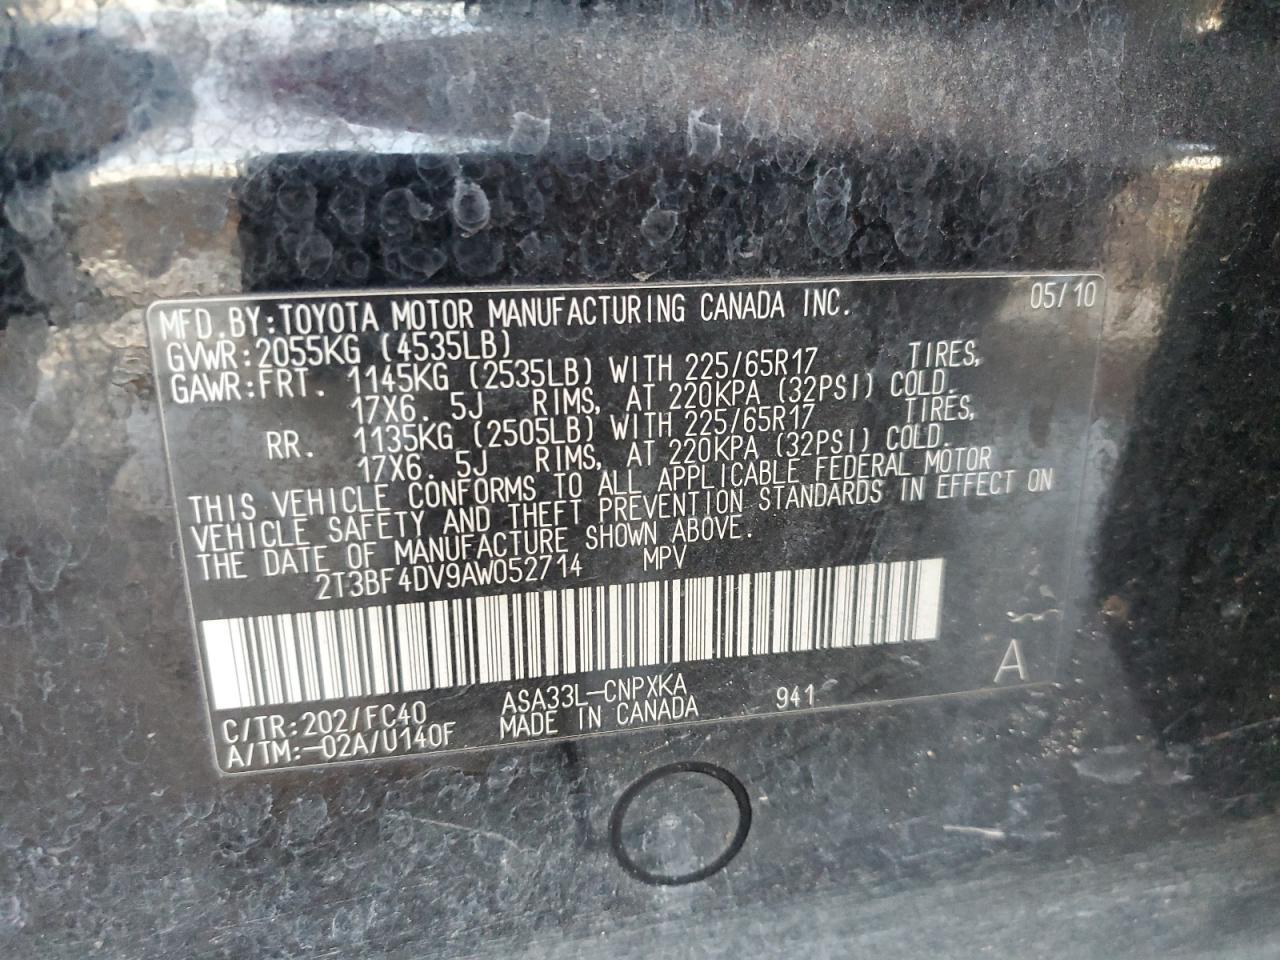 MFD.BY:TOYOTA MOTOR MANUFACTURING CANADA INC. 05/10
GVWR:2055KG (4535LB)
GAWR:FRT. 1145KG (2535LB) WITH 225/65R17 TIRES,
17X6.5J RIMS, AT 220KPA (32PSI) COLD.
RR. 1135KG (2505LB) WITH 225/65R17 TIRES,
17X6.5J RIMS, AT 220KPA (32PSI) COLD.
THIS VEHICLE CONFORMS TO ALL APPLICABLE FEDERAL MOTOR
VEHICLE SAFETY AND THEFT PREVENTION STANDARDS IN EFFECT ON
THE DATE OF MANUFACTURE SHOWN ABOVE.
2T3BF4DV9AW052714 MPV
A
C/TR:202/FC40 ASA33L-CNPXKA 941
A/TM:-02A/U140F MADE IN CANADA